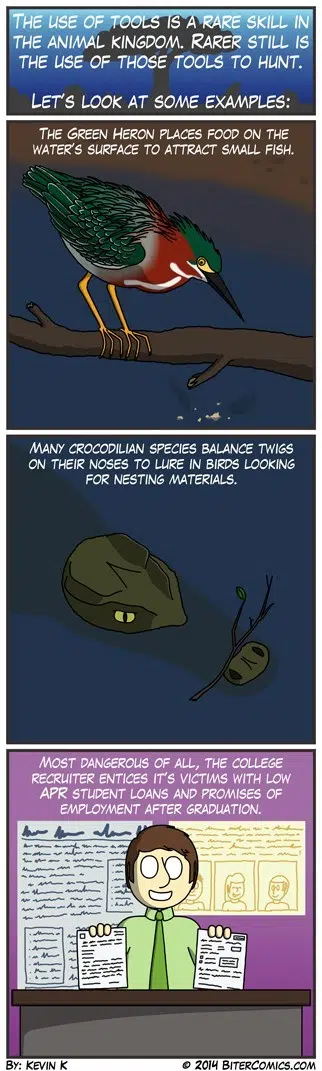 THE USE OF TOOLS IS A RARE SKILL IN
THE ANIMAL KINGDOM. RARER STILL IS
THE USE OF THOSE TOOLS TO HUNT.
LET'S LOOK AT SOME EXAMPLES:
THE GREEN HERON PLACES FOOD ON THE
WATER'S SURFACE TO ATTRACT SMALL FISH.
MANY CROCODILIAN SPECIES BALANCE TWIGS
ON THEIR NOSES TO LURE IN BIRDS LOOKING
FOR NESTING MATERIALS.
MOST DANGEROUS OF ALL, THE COLLEGE
RECRUITER ENTICES IT'S VICTIMS WITH LOW
APR STUDENT LOANS AND PROMISES OF
EMPLOYMENT AFTER GRADUATION.
BY: KEVIN K © 2014 BITERCOMICS.COM